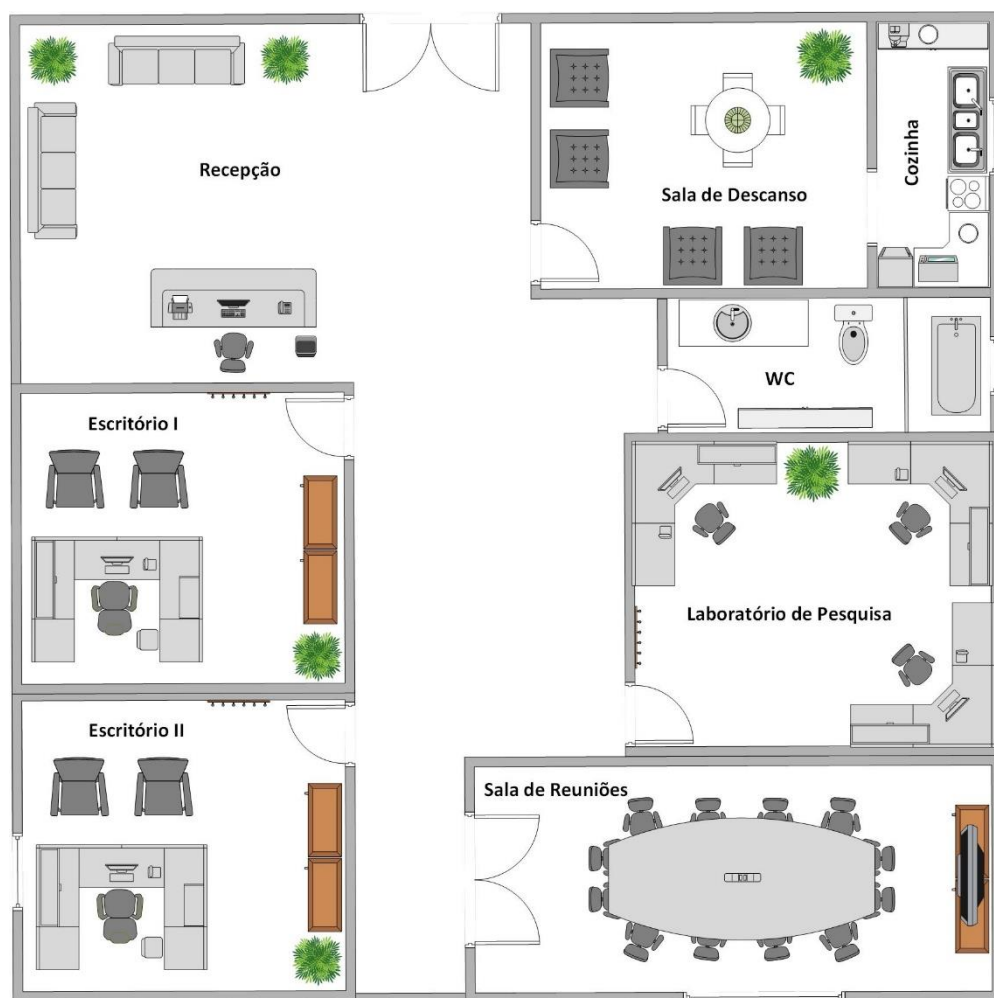 Recepção
Sala de Descanso
Cozinha
WC
Escritório I
Laboratório de Pesquisa
Escritório II
Sala de Reuniões